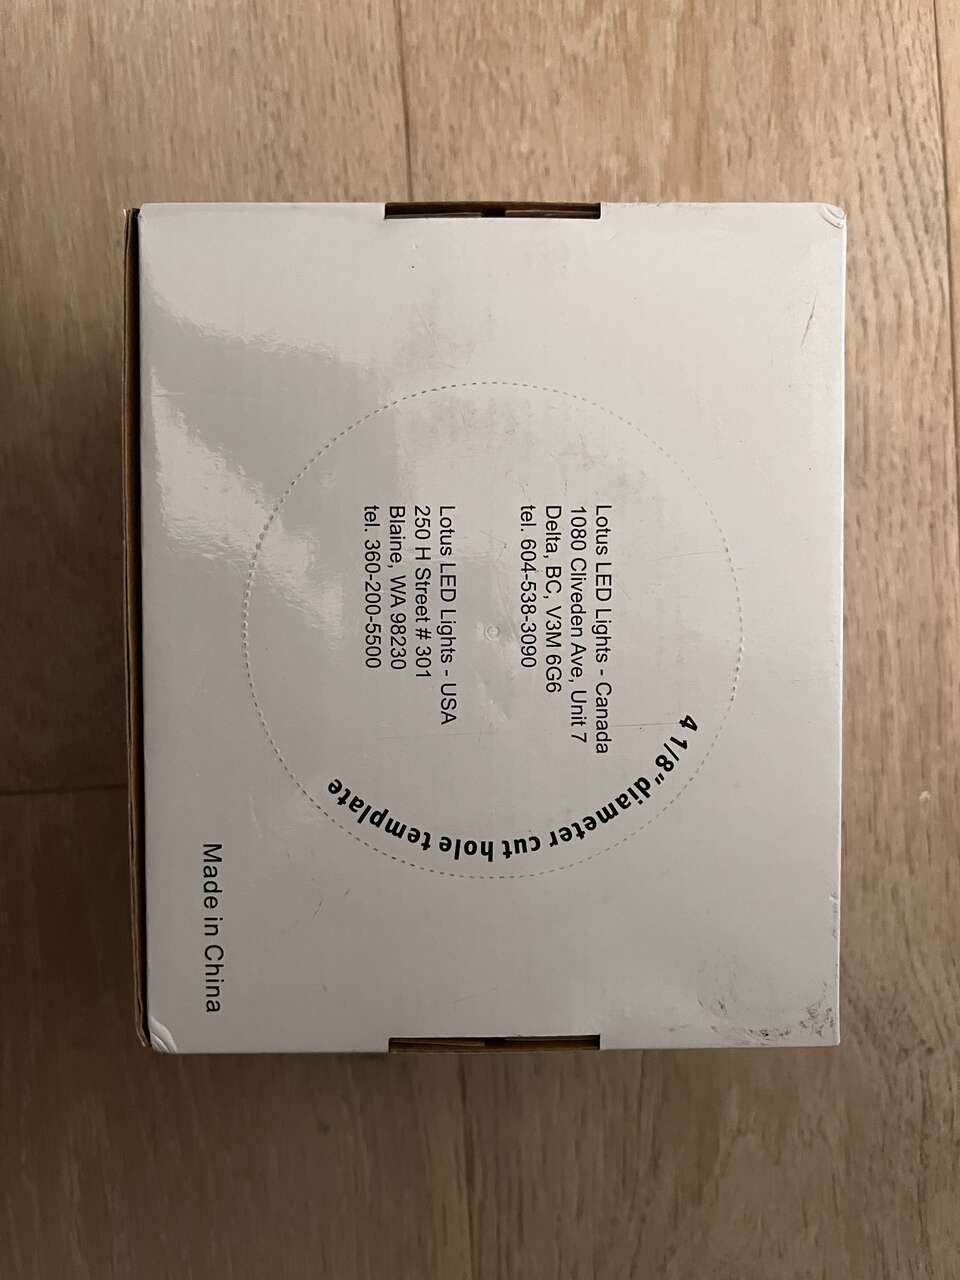 Lotus LED Lights - Canada
1080 Cliveden Ave, Unit 7
Delta, BC, V3M 6G6
tel. 604-538-3090
Lotus LED Lights - USA
250 H Street # 301
Blaine, WA 98230
tel. 360-200-5500
4 1/8" diameter cut hole template
Made in China